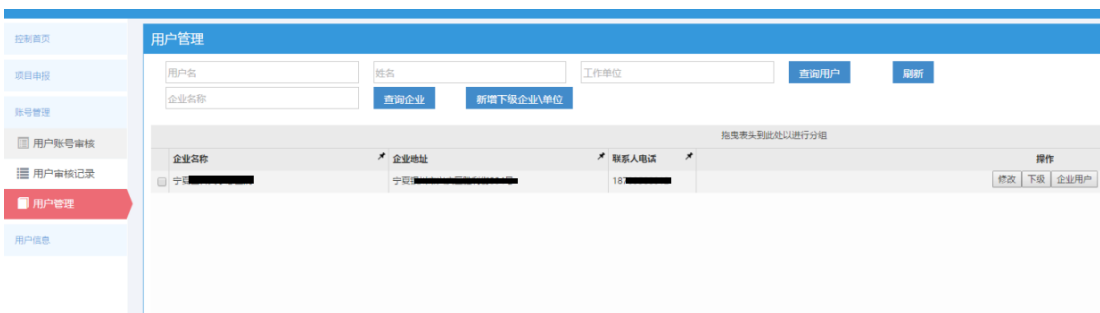 控制首页
项目申报
账号管理
用户账号审核
用户审核记录
用户管理
用户信息
用户管理
用户名 姓名 工作单位 查询用户 刷新
企业名称 查询企业 新增下级企业\单位
拖曳表头到此处以进行分组
企业名称 企业地址 联系人电话 操作
宁夏 宁夏 18 修改 下级 企业用户